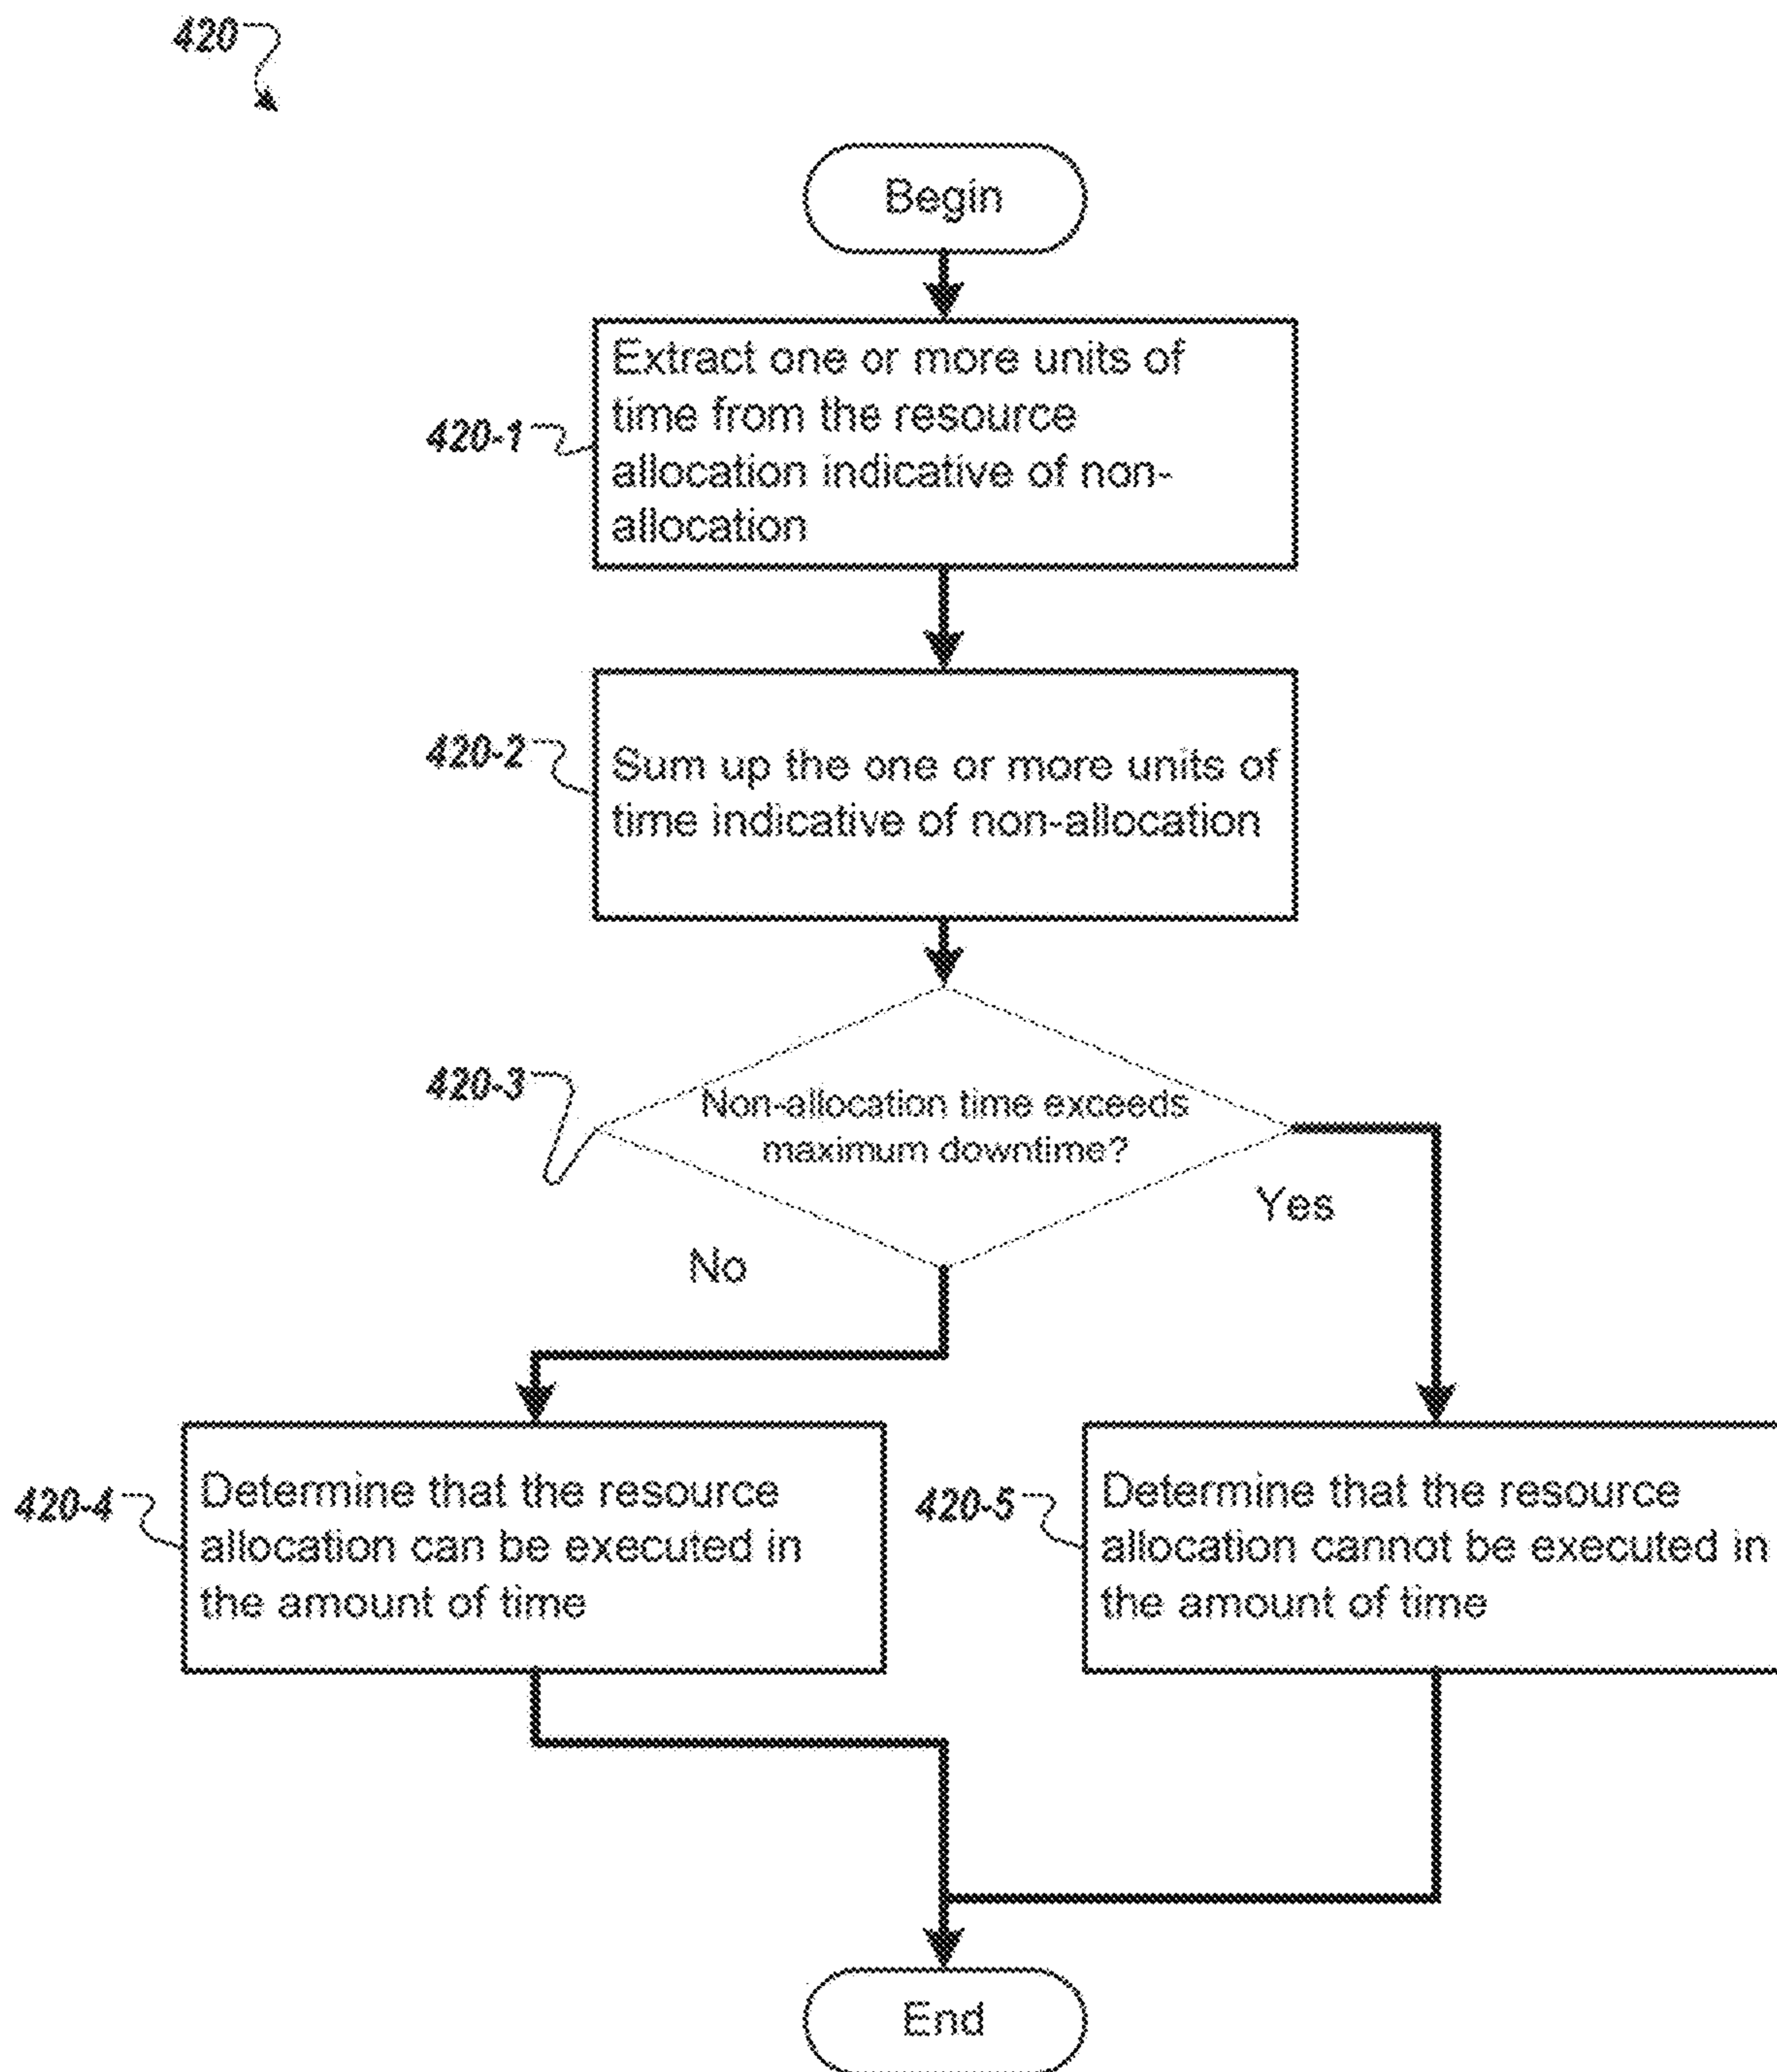 420
Begin
Extract one or more units of
time from the resource
allocation indicative of non-
allocation
420-1
Sum up the one or more units of
time indicative of non-allocation
420-2
Non-allocation time exceeds
maximum downtime?
420-3
Yes
No
Determine that the resource
allocation can be executed in
the amount of time
420-4
Determine that the resource
allocation cannot be executed in
the amount of time
420-5
End